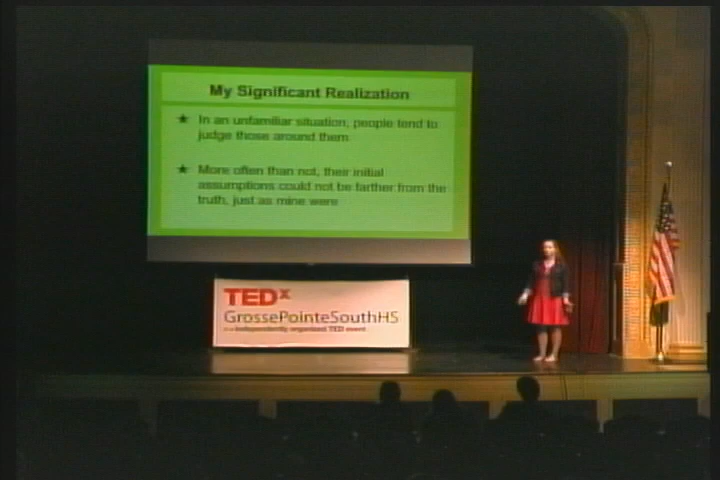 My Significant Realization
★ In an unfamiliar situation, people tend to
judge those around them
★ More often than not, their initial
assumptions could not be farther from the
truth, just as mine were
TEDx
GrossePointeSouthHS
x = independently organized TED event